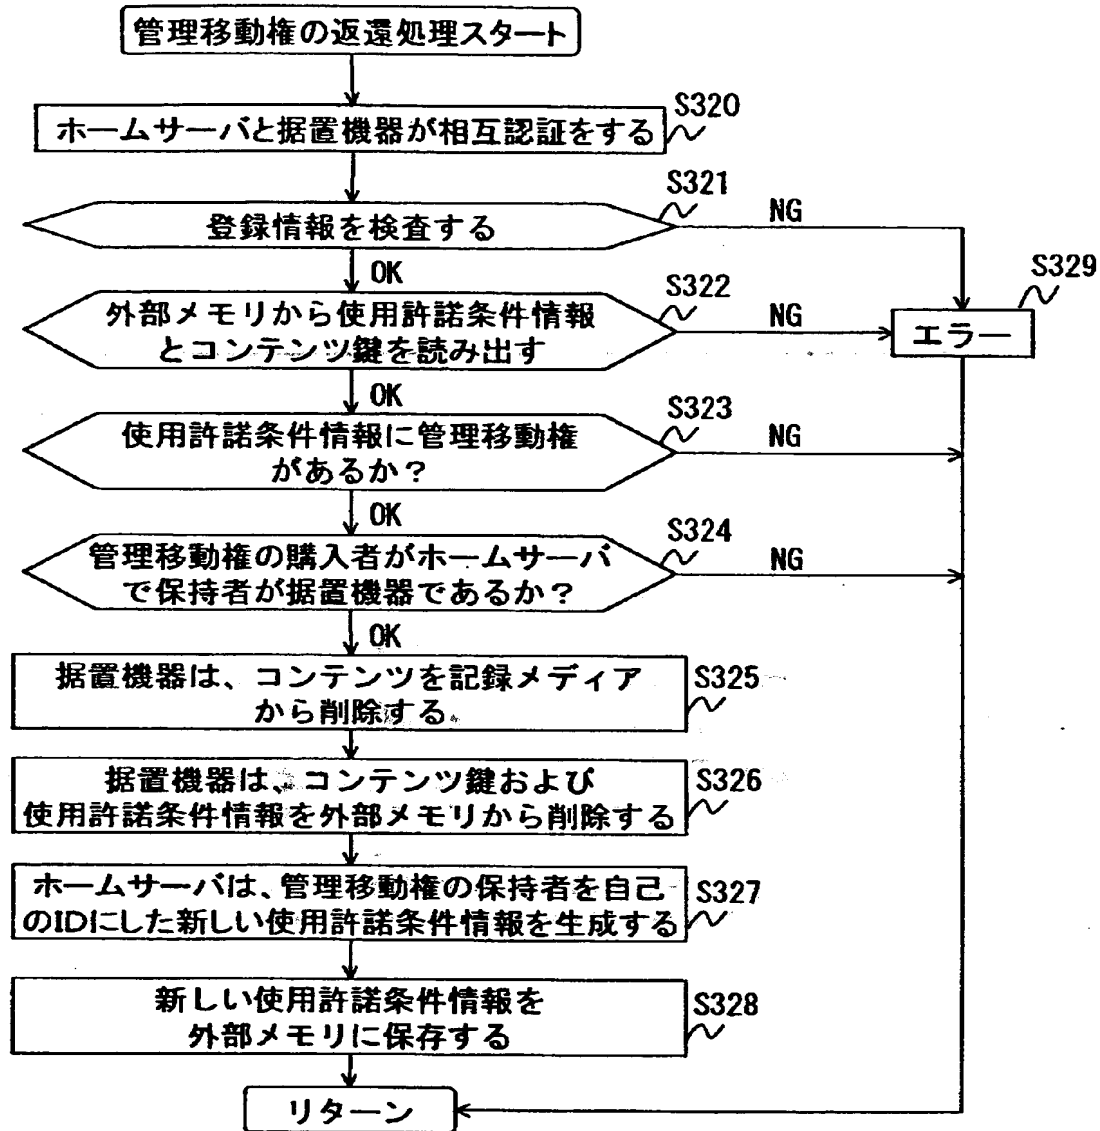 管理移動権の返還処理スタート
S320
ホームサーバと据置機器が相互認証をする
S321
登録情報を検査する
NG
OK
S322
外部メモリから使用許諾条件情報
とコンテンツ鍵を読み出す
NG
S329
エラー
OK
S323
使用許諾条件情報に管理移動権
があるか?
NG
OK
S324
管理移動権の購入者がホームサーバ
で保持者が据置機器であるか?
NG
OK
S325
据置機器は、コンテンツを記録メディア
から削除する。
S326
据置機器は、コンテンツ鍵および
使用許諾条件情報を外部メモリから削除する
S327
ホームサーバは、管理移動権の保持者を自己
のIDにした新しい使用許諾条件情報を生成する
S328
新しい使用許諾条件情報を
外部メモリに保存する
リターン